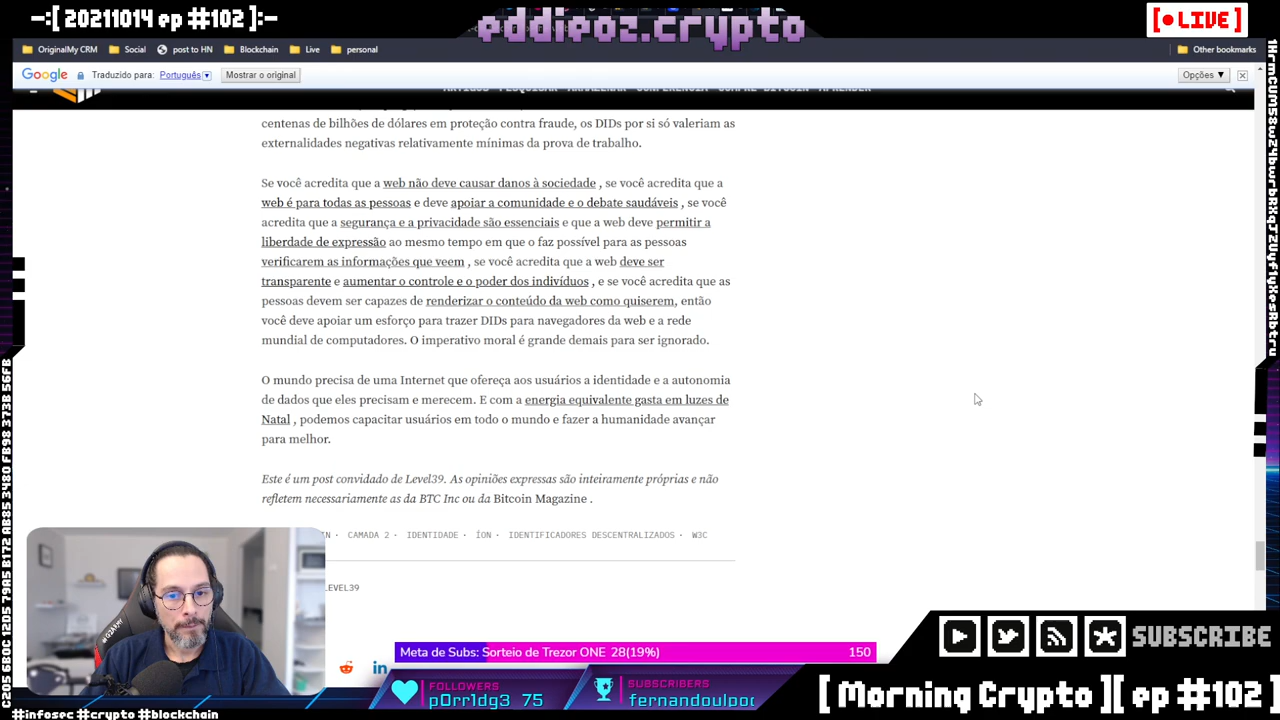 -:[ 20211014 ep #102 ]:-
eddieoz.crypto
[ LIVE ]
OriginalMy CRM
Social
post to HN
Blockchain
Live
personal
Other bookmarks
Google Traduzido para: Português Mostrar o original
Opções ▼
centenas de bilhões de dólares em proteção contra fraude, os DIDs por si só valeriam as
externalidades negativas relativamente mínimas da prova de trabalho.
Se você acredita que a web não deve causar danos à sociedade , se você acredita que a
web é para todas as pessoas e deve apoiar a comunidade e o debate saudáveis , se você
acredita que a segurança e a privacidade são essenciais e que a web deve permitir a
liberdade de expressão ao mesmo tempo em que o faz possível para as pessoas
verificarem as informações que veem , se você acredita que a web deve ser
transparente e aumentar o controle e o poder dos indivíduos , e se você acredita que as
pessoas devem ser capazes de renderizar o conteúdo da web como quiserem, então
você deve apoiar um esforço para trazer DIDs para navegadores da web e a rede
mundial de computadores. O imperativo moral é grande demais para ser ignorado.
O mundo precisa de uma Internet que ofereça aos usuários a identidade e a autonomia
de dados que eles precisam e merecem. E com a energia equivalente gasta em luzes de
Natal , podemos capacitar usuários em todo o mundo e fazer a humanidade avançar
para melhor.
Este é um post convidado de Level39. As opiniões expressas são inteiramente próprias e não
refletem necessariamente as da BTC Inc ou da Bitcoin Magazine .
CAMADA 2 · IDENTIDADE · ÍON · IDENTIFICADORES DESCENTRALIZADOS · W3C
LEVEL39
Meta de Subs: Sorteio de Trezor ONE 28(19%) 150
FOLLOWERS
p0rr1dg3 75
SUBSCRIBERS
fernandoulpoc
SUBSCRIBE
[ Morning Crypto ][ ep #102 ]
#infosec #crypto #blockchain